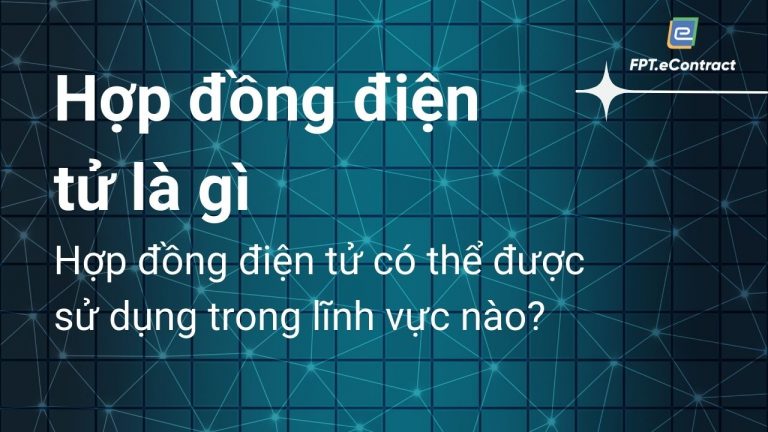 FPT.eContract
Hợp đồng điện
tử là gì
Hợp đồng điện tử có thể được
sử dụng trong lĩnh vực nào?